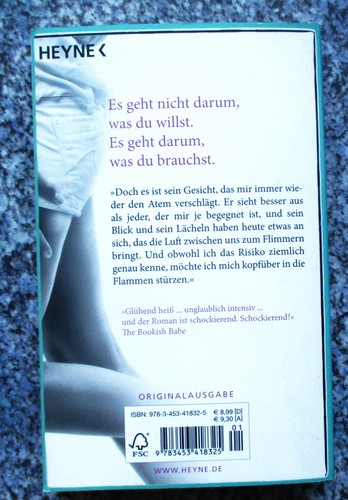 HEYNE<
Es geht nicht darum,
was du willst.
Es geht darum,
was du brauchst.
»Doch es ist sein Gesicht, das mir immer wie-
der den Atem verschlägt. Er sieht besser aus
als jeder, der mir je begegnet ist, und sein
Blick und sein Lächeln haben heute etwas an
sich, das die Luft zwischen uns zum Flimmern
bringt. Und obwohl ich das Risiko ziemlich
genau kenne, möchte ich mich kopfüber in die
Flammen stürzen.«
»Glühend heiß ... unglaublich intensiv ...
und der Roman ist schockierend. Schockierend!«
The Bookish Babe
ORIGINALAUSGABE
ISBN: 978-3-453-41832-5
€ 8,99 [D]
€ 9,30 [A]
01
FSC
9 783453 418325
WWW.HEYNE.DE